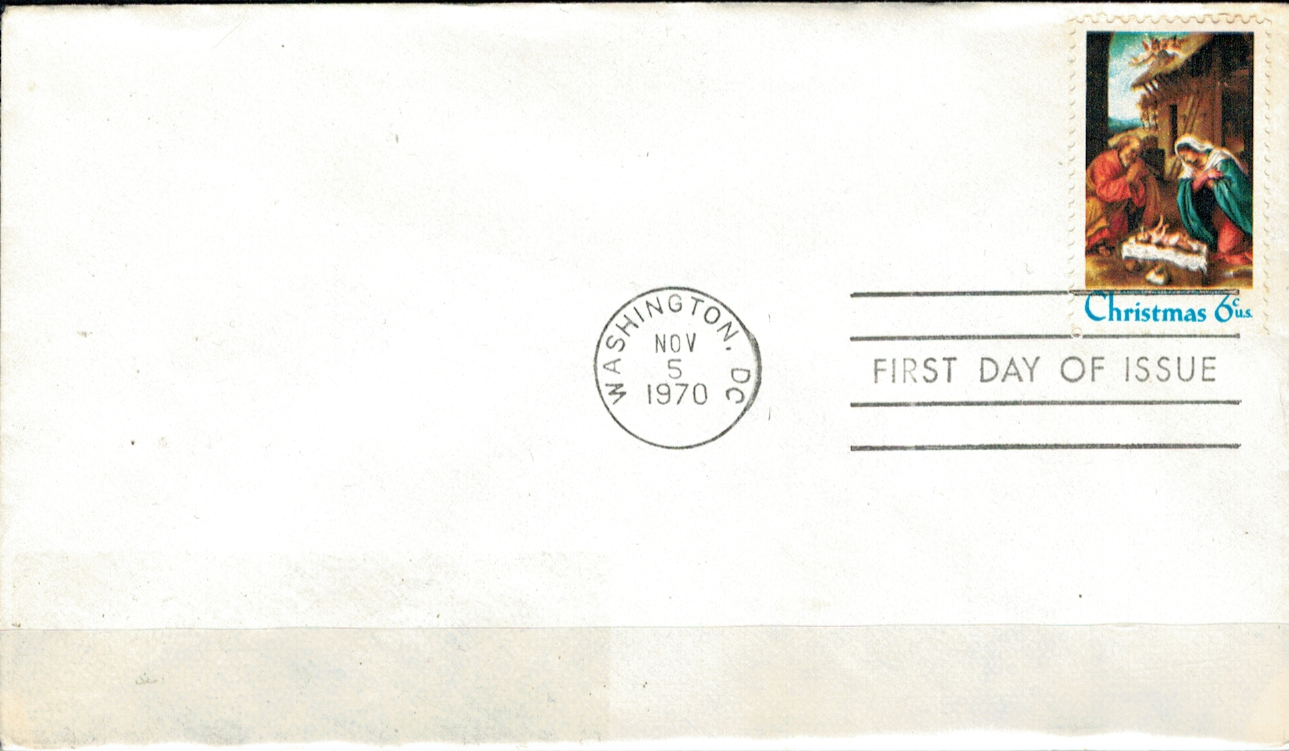 Christmas 6c u.s.
WASHINGTON, DC
NOV
5
1970
FIRST DAY OF ISSUE